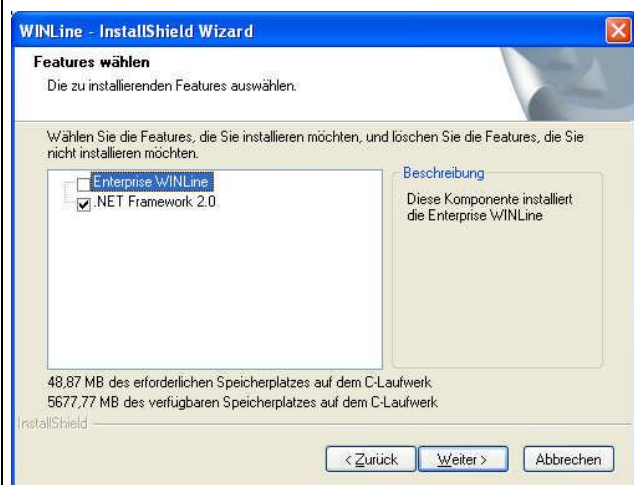 WINLine - InstallShield Wizard
Features wählen
Die zu installierenden Features auswählen.
Wählen Sie die Features, die Sie installieren möchten, und löschen Sie die Features, die Sie
nicht installieren möchten.
Enterprise WINLine
.NET Framework 2.0
Beschreibung
Diese Komponente installiert
die Enterprise WINLine
48,87 MB des erforderlichen Speicherplatzes auf dem C-Laufwerk
5677,77 MB des verfügbaren Speicherplatzes auf dem C-Laufwerk
InstallShield
< Zurück
Weiter >
Abbrechen